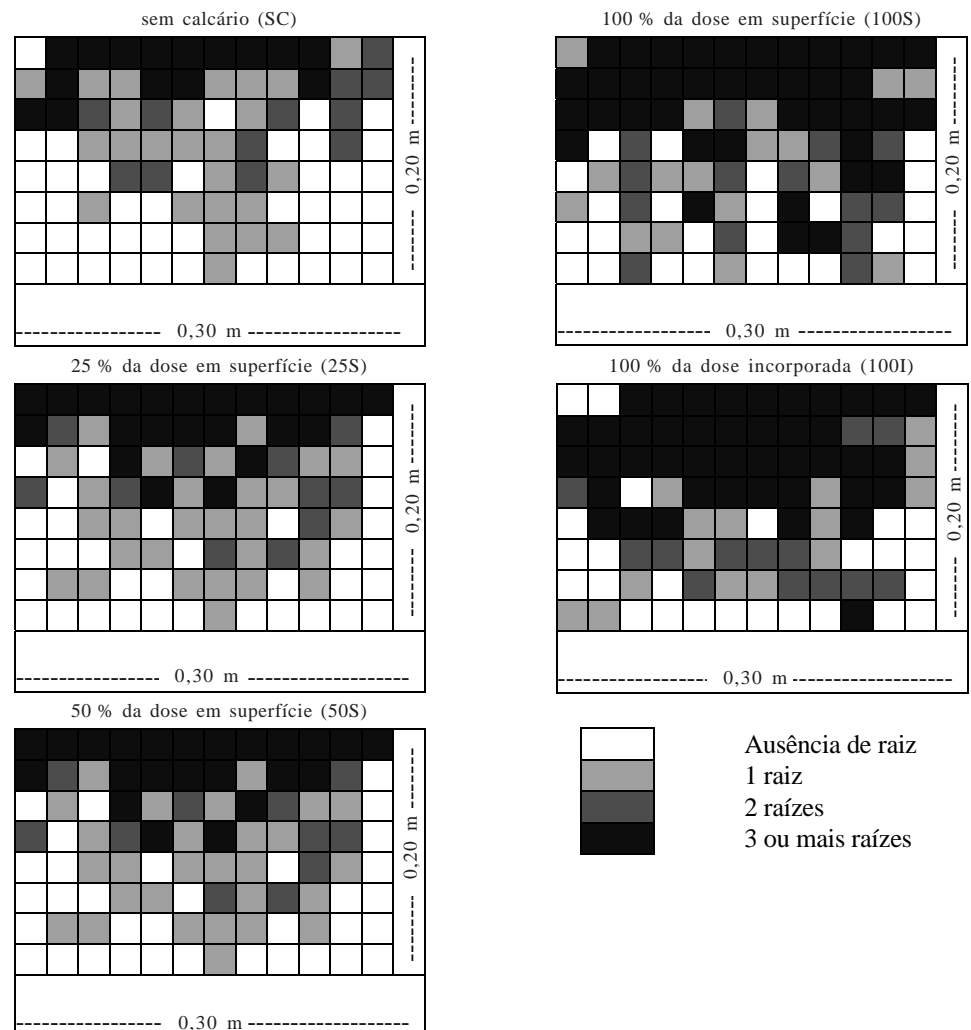 sem calcário (SC)
0,20 m
0,30 m
100 % da dose em superfície (100S)
0,20 m
0,30 m
25 % da dose em superfície (25S)
0,20 m
0,30 m
100 % da dose incorporada (100I)
0,20 m
0,30 m
50 % da dose em superfície (50S)
0,20 m
0,30 m
Ausência de raiz
1 raiz
2 raízes
3 ou mais raízes